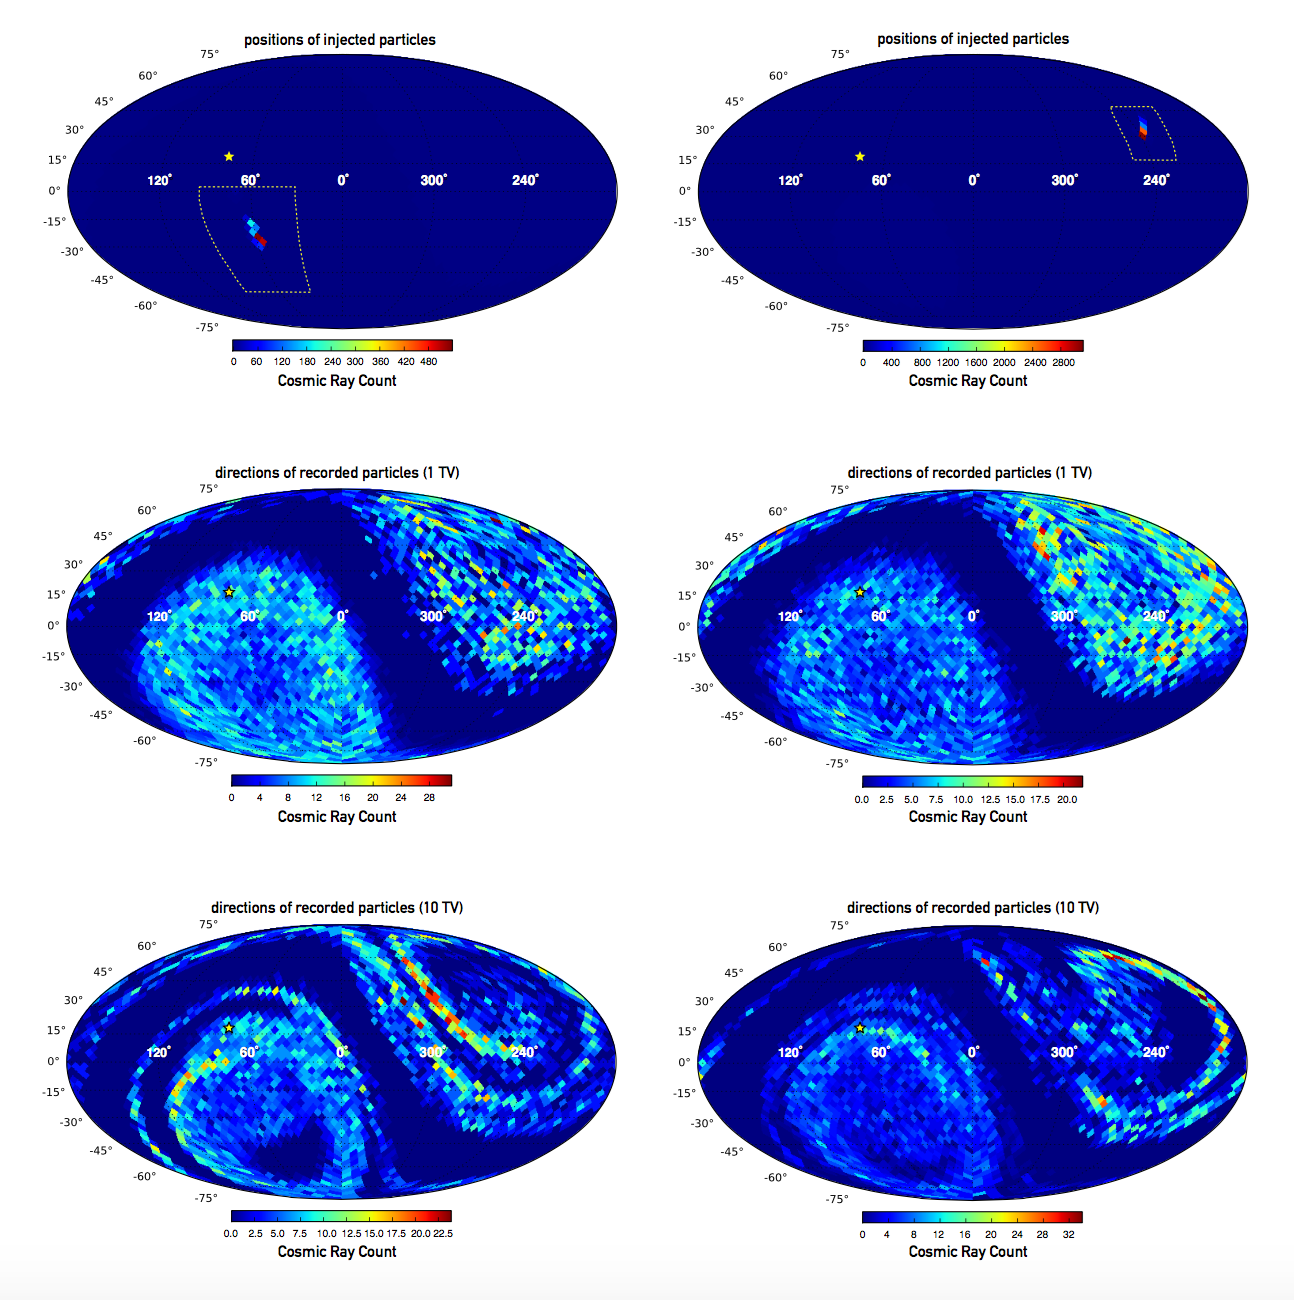 positions of injected particles
75°
60°
45°
30°
15°
0°
-15°
-30°
-45°
-60°
-75°
120° 60° 0° 300° 240°
0 60 120 180 240 300 360 420 480
Cosmic Ray Count
positions of injected particles
75°
60°
45°
30°
15°
0°
-15°
-30°
-45°
-60°
-75°
120° 60° 0° 300° 240°
0 400 800 1200 1600 2000 2400 2800
Cosmic Ray Count
directions of recorded particles (1 TV)
75°
60°
45°
30°
15°
0°
-15°
-30°
-45°
-60°
-75°
120° 60° 0° 300° 240°
0 4 8 12 16 20 24 28
Cosmic Ray Count
directions of recorded particles (1 TV)
75°
60°
45°
30°
15°
0°
-15°
-30°
-45°
-60°
-75°
120° 60° 0° 300° 240°
0.0 2.5 5.0 7.5 10.0 12.5 15.0 17.5 20.0
Cosmic Ray Count
directions of recorded particles (10 TV)
75°
60°
45°
30°
15°
0°
-15°
-30°
-45°
-60°
-75°
120° 60° 0° 300° 240°
0.0 2.5 5.0 7.5 10.0 12.5 15.0 17.5 20.0 22.5
Cosmic Ray Count
directions of recorded particles (10 TV)
75°
60°
45°
30°
15°
0°
-15°
-30°
-45°
-60°
-75°
120° 60° 0° 300° 240°
0 4 8 12 16 20 24 28 32
Cosmic Ray Count